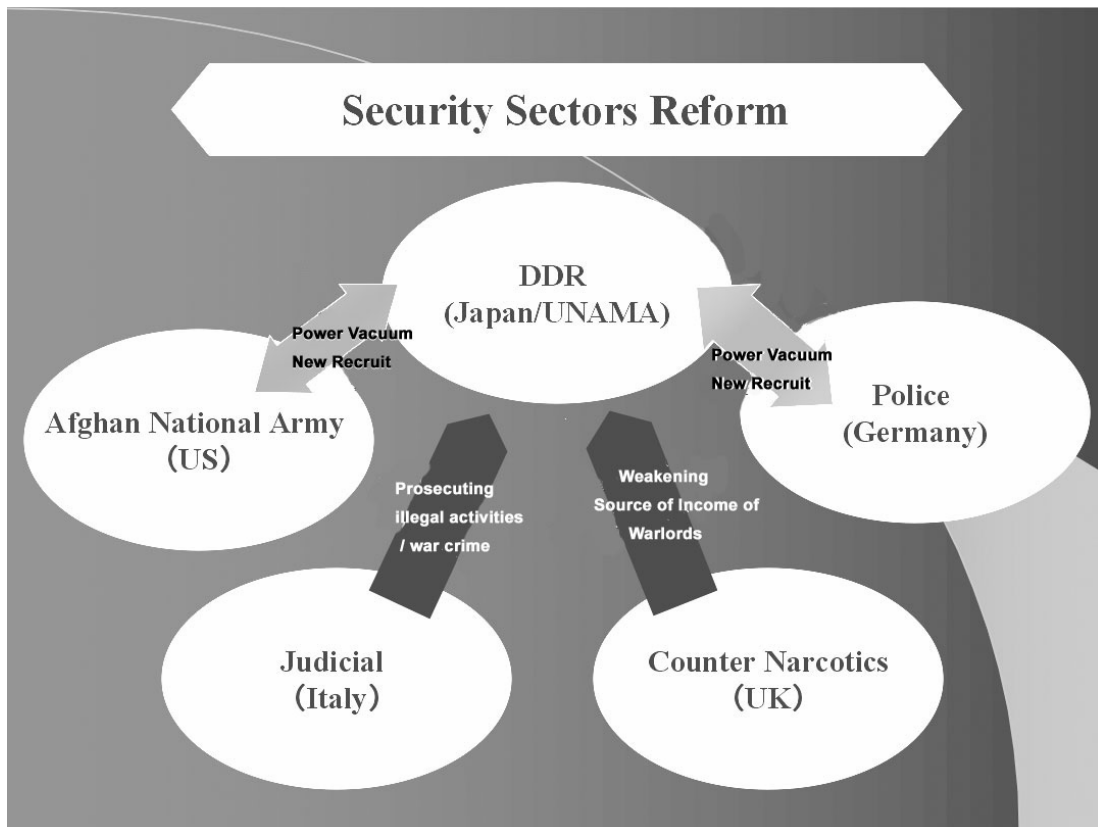 Security Sectors Reform
DDR
(Japan/UNAMA)
Power Vacuum
New Recruit
Power Vacuum
New Recruit
Afghan National Army
(US)
Police
(Germany)
Prosecuting
illegal activities
/ war crime
Weakening
Source of Income of
Warlords
Judicial
(Italy)
Counter Narcotics
(UK)